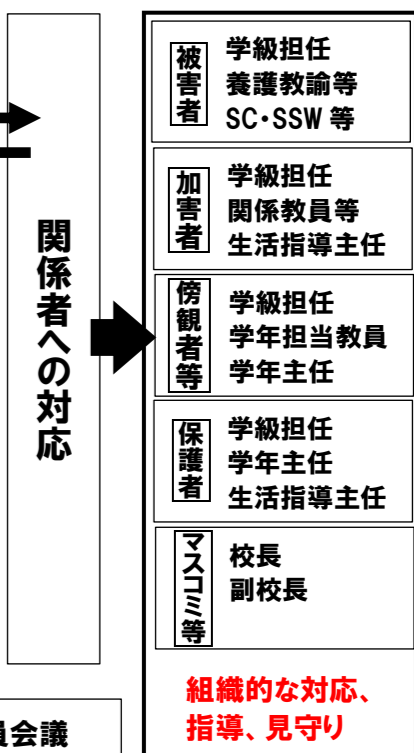 関係者への対応
被害者
学級担任
養護教諭等
SC・SSW 等
加害者
学級担任
関係教員等
生活指導主任
傍観者等
学級担任
学年担当教員
学年主任
保護者
学級担任
学年主任
生活指導主任
マスコミ等
校長
副校長
組織的な対応、
指導、見守り
員会議